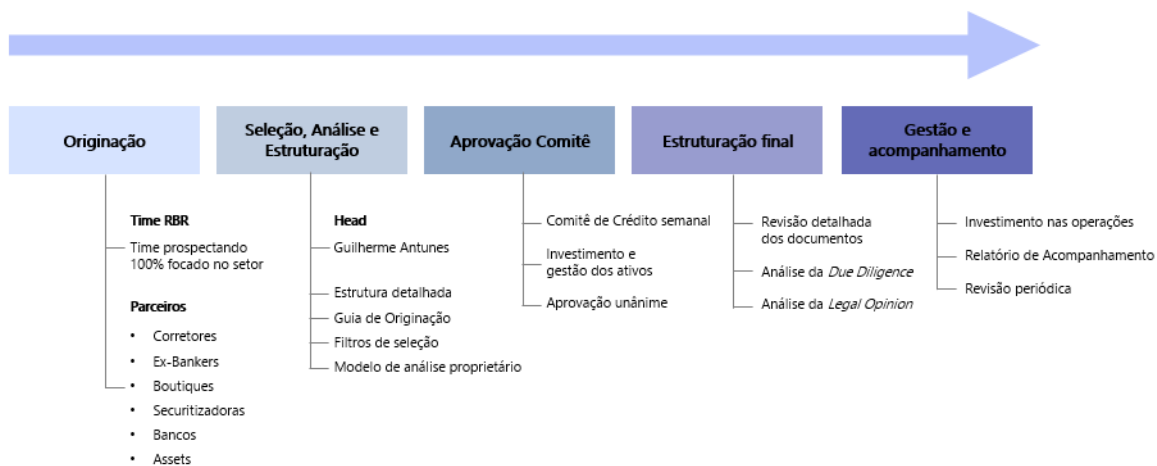 Originação
Seleção, Análise e
Estruturação
Aprovação Comitê
Estruturação final
Gestão e
acompanhamento
Time RBR
Time prospectando
100% focado no setor
Parceiros
• Corretores
• Ex-Bankers
• Boutiques
• Securitizadoras
• Bancos
• Assets
Head
Guilherme Antunes
Estrutura detalhada
Guia de Originação
Filtros de seleção
Modelo de análise proprietário
Comitê de Crédito semanal
Investimento e
gestão dos ativos
Aprovação unânime
Revisão detalhada
dos documentos
Análise da Due Diligence
Análise da Legal Opinion
Investimento nas operações
Relatório de Acompanhamento
Revisão periódica